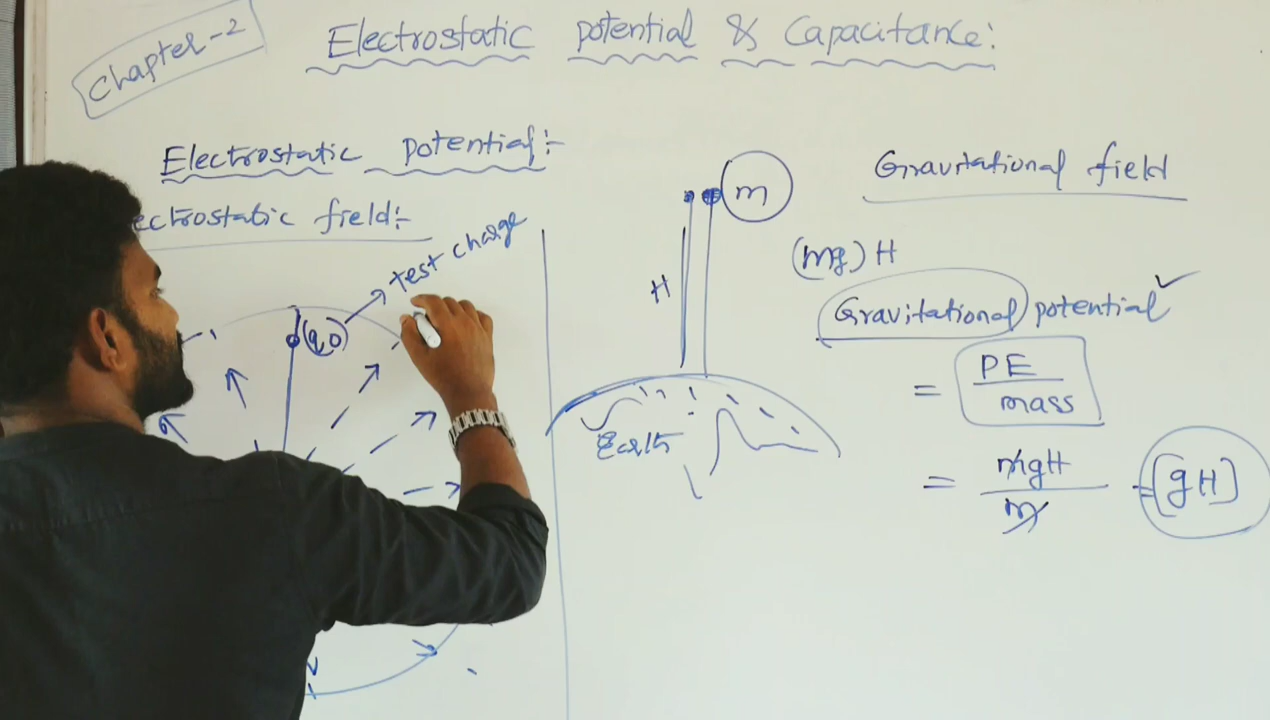 Chapter-2
Electrostatic potential & Capacitance:
Electrostatic potential:-
ectrostatic field:-
test charge
(q0)
m
H
Earth
Gravitational field
(mg) H
Gravitational potential ✓
= PE / mass
= mgH / m = (gH)